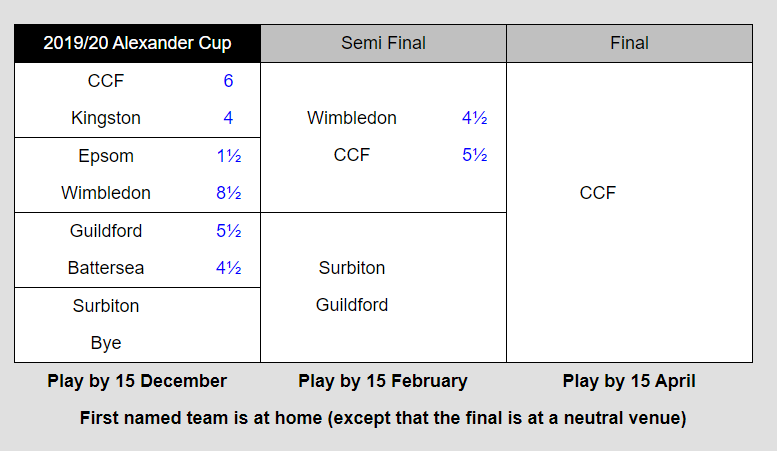 2019/20 Alexander Cup Semi Final Final
CCF 6
Kingston 4
Epsom 1½
Wimbledon 8½
Guildford 5½
Battersea 4½
Surbiton
Bye
Wimbledon 4½
CCF 5½
Surbiton
Guildford
CCF
Play by 15 December Play by 15 February Play by 15 April
First named team is at home (except that the final is at a neutral venue)